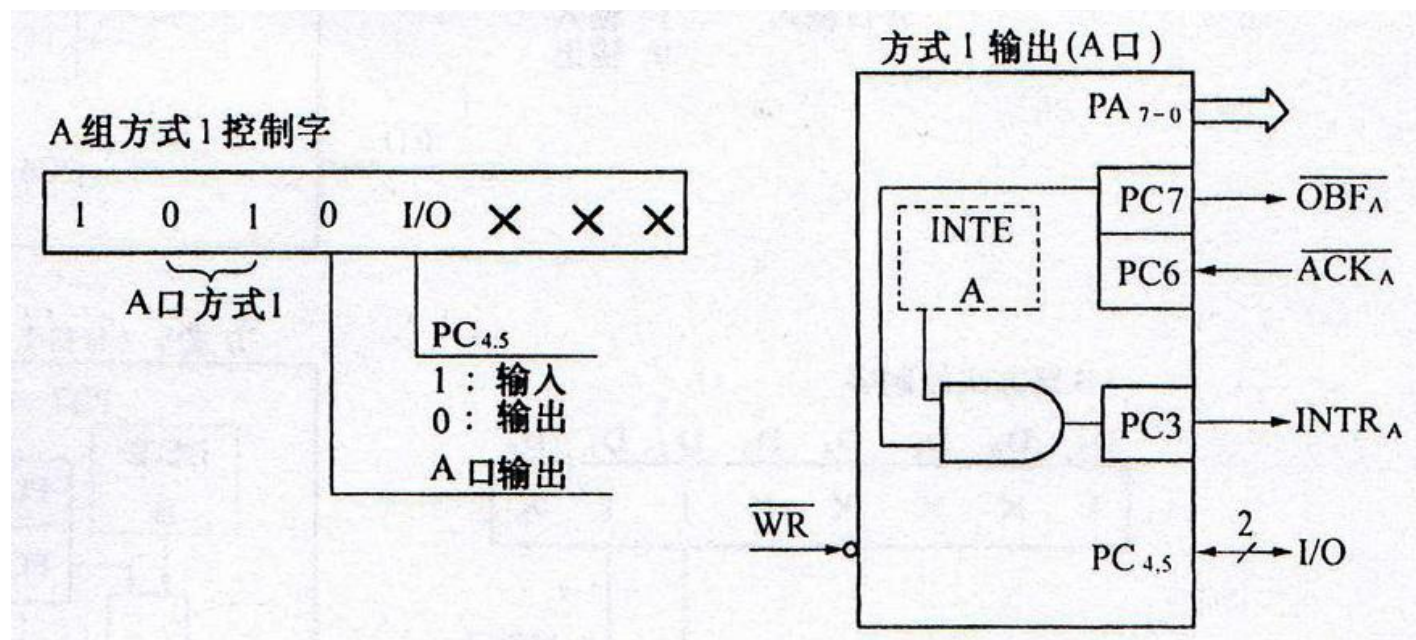 A组方式1控制字
1 0 1 0 I/O × × ×
A口方式1
PC4.5
1: 输入
0: 输出
A口输出
方式1输出(A口)
PA7-0
PC7
OBFA
INTE
A
PC6
ACKA
PC3
INTRA
WR
PC4,5
2
I/O